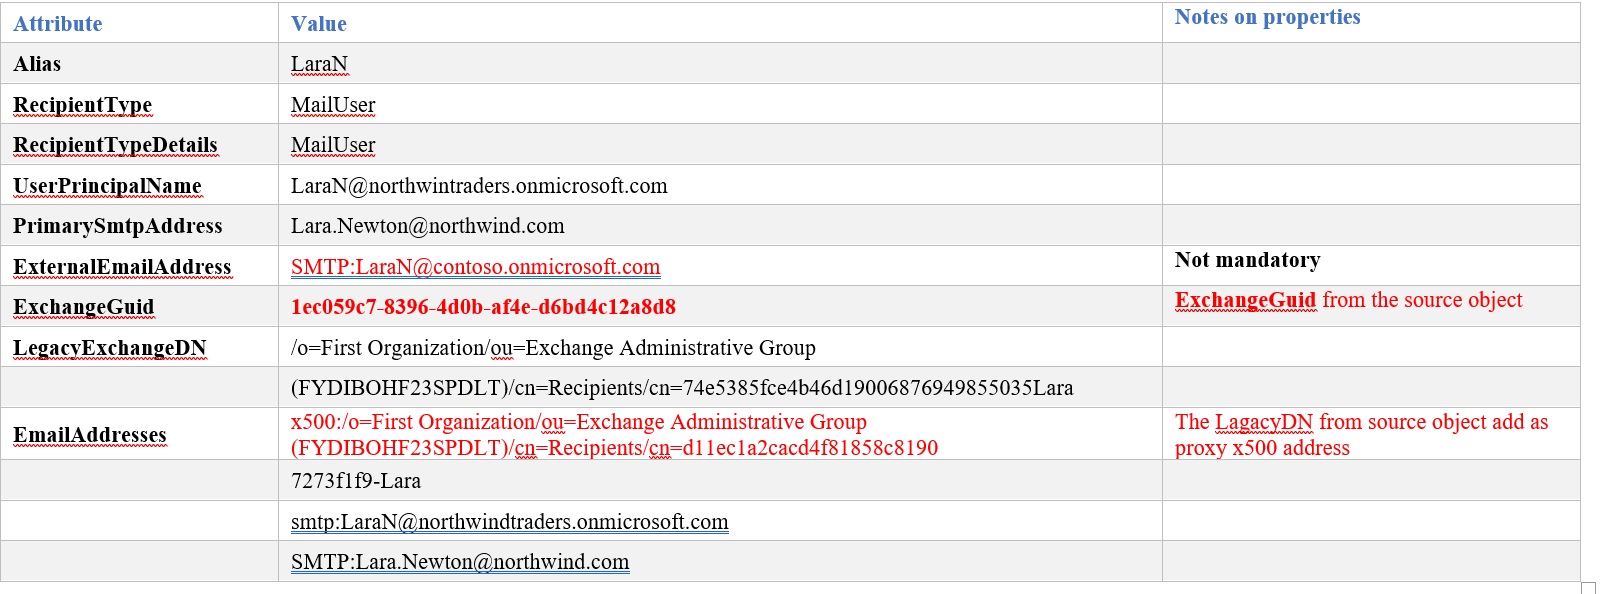 Attribute Value Notes on properties
Alias LaraN
RecipientType MailUser
RecipientTypeDetails MailUser
UserPrincipalName LaraN@northwintraders.onmicrosoft.com
PrimarySmtpAddress Lara.Newton@northwind.com
ExternalEmailAddress SMTP:LaraN@contoso.onmicrosoft.com Not mandatory
ExchangeGuid 1ec059c7-8396-4d0b-af4e-d6bd4c12a8d8 ExchangeGuid from the source object
LegacyExchangeDN /o=First Organization/ou=Exchange Administrative Group
(FYDIBOHF23SPDLT)/cn=Recipients/cn=74e5385fce4b46d19006876949855035Lara
EmailAddresses x500:/o=First Organization/ou=Exchange Administrative Group
(FYDIBOHF23SPDLT)/cn=Recipients/cn=d11ec1a2cacd4f81858c8190
The LagacyDN from source object add as
proxy x500 address
7273f1f9-Lara
smtp:LaraN@northwindtraders.onmicrosoft.com
SMTP:Lara.Newton@northwind.com